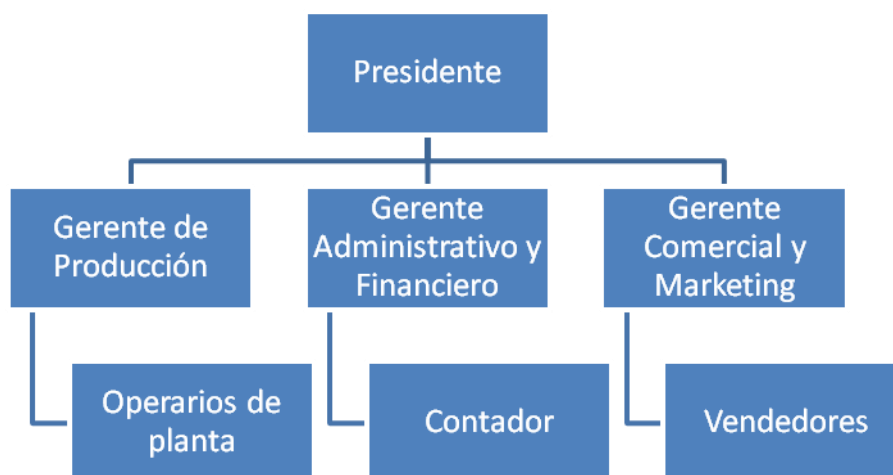 Presidente
Gerente de
Producción
Gerente
Administrativo y
Financiero
Gerente
Comercial y
Marketing
Operarios de
planta
Contador
Vendedores